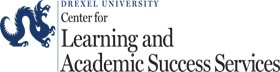 DREXEL UNIVERSITY
Center for
Learning and
Academic Success Services